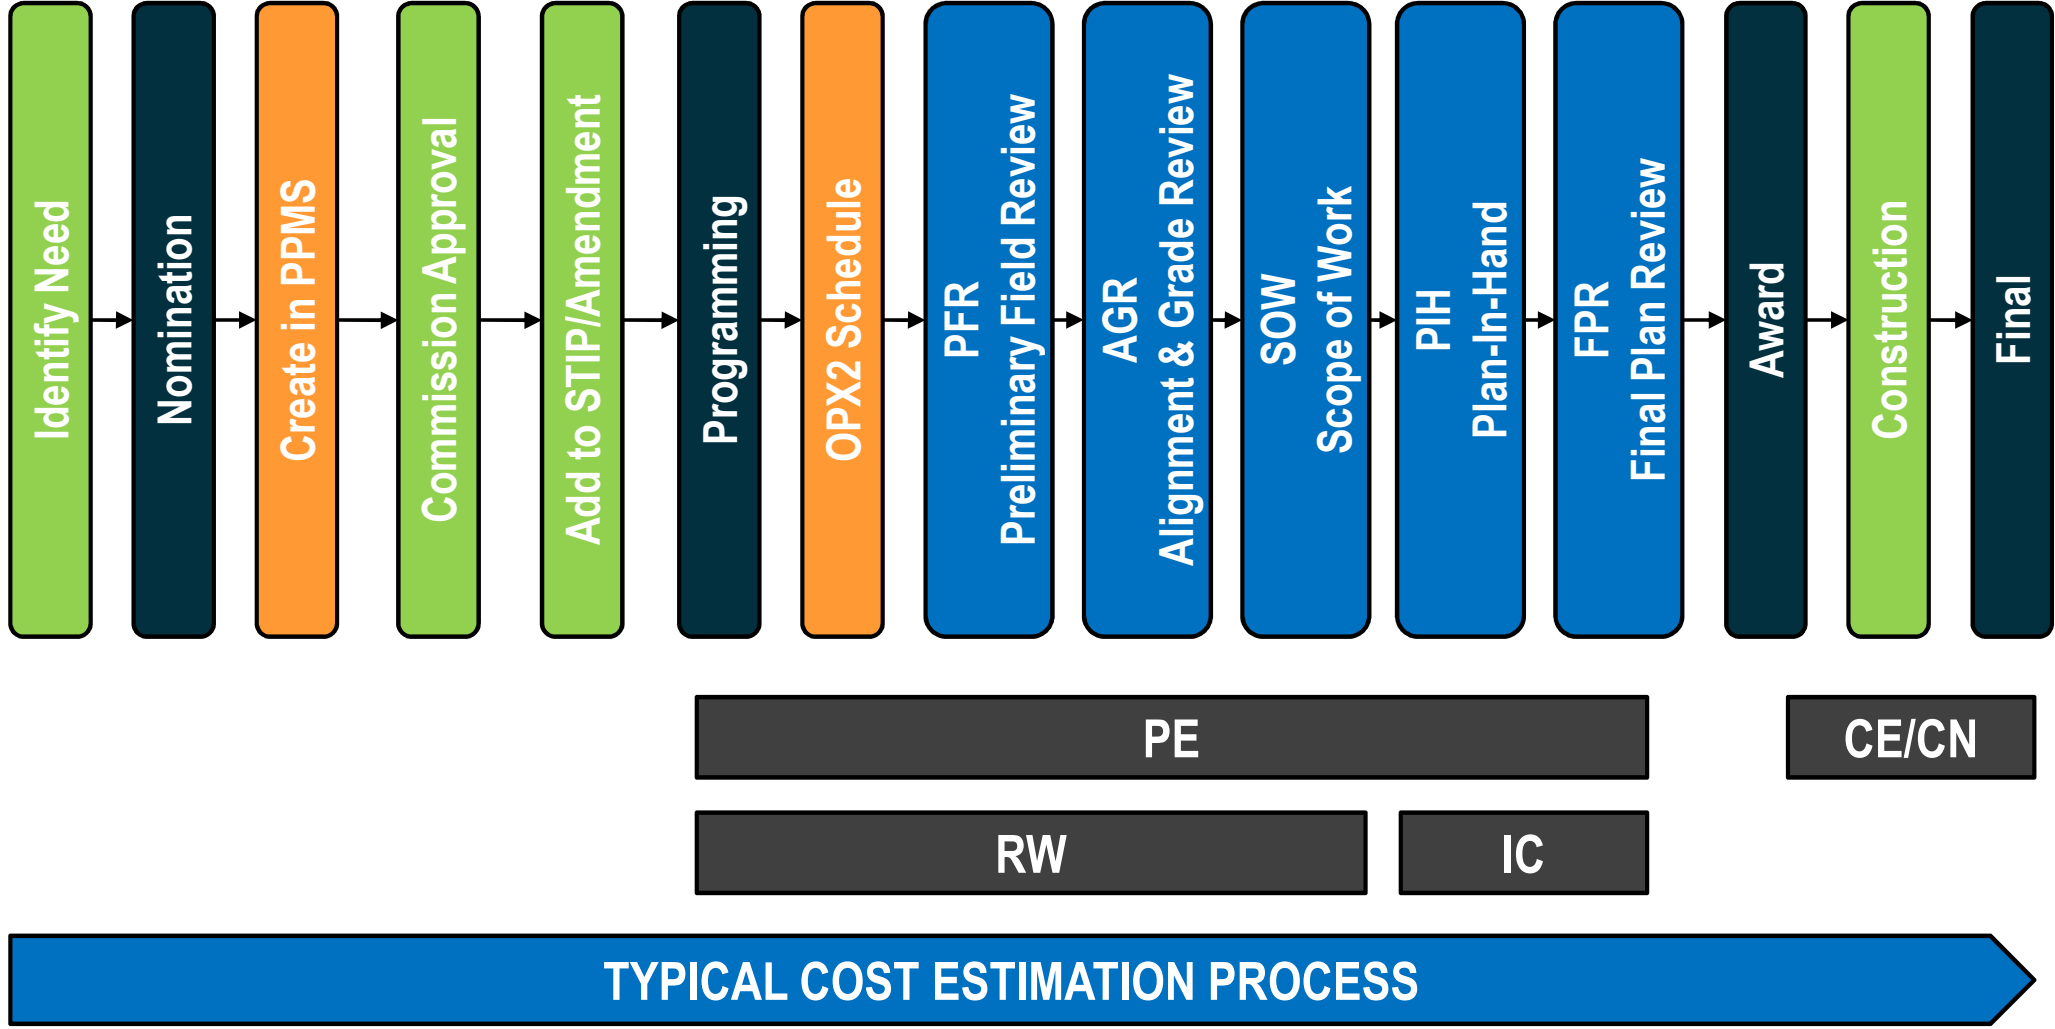 Identify Need
Nomination
Create in PPMS
Commission Approval
Add to STIP/Amendment
Programming
OPX2 Schedule
PFR
Preliminary Field Review
AGR
Alignment & Grade Review
SOW
Scope of Work
PIH
Plan-In-Hand
FPR
Final Plan Review
Award
Construction
Final
PE
CE/CN
RW
IC
TYPICAL COST ESTIMATION PROCESS